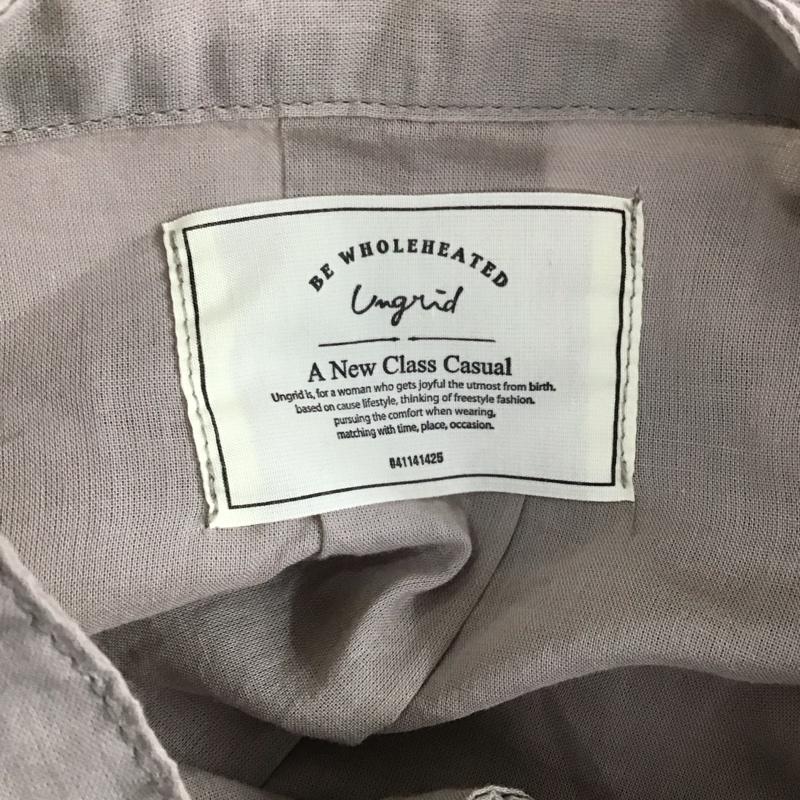 BE WHOLEHEATED
Ungrid
A New Class Casual
Ungrid is, for a woman who gets joyful the utmost from birth.
based on cause lifestyle, thinking of freestyle fashion.
pursuing the comfort when wearing,
matching with time, place, occasion.
041141425